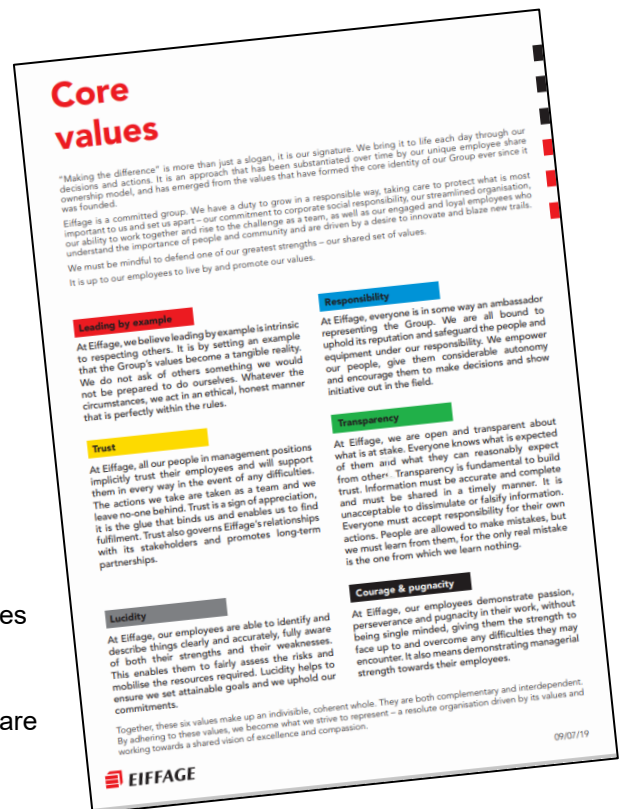 Core
values
“Making the difference” is more than just a slogan, it is our signature. We bring it to life each day through our
decisions and actions. It is an approach that has been substantiated over time by our unique employee share
ownership model, and has emerged from the values that have formed the core identity of our Group ever since it
was founded.
Eiffage is a committed group. We have a duty to grow in a responsible way, taking care to protect what is most
important to us and set us apart – our commitment to corporate social responsibility, our streamlined organisation,
our ability to work together and rise to the challenge as a team, as well as our engaged and loyal employees who
understand the importance of people and community and are driven by a desire to innovate and blaze new trails.
We must be mindful to defend one of our greatest strengths – our shared set of values.
It is up to our employees to live by and promote our values.
Leading by example
At Eiffage, we believe leading by example is intrinsic
to respecting others. It is by setting an example
that the Group's values become a tangible reality.
We do not ask of others something we would
not be prepared to do ourselves. Whatever the
circumstances, we act in an ethical, honest manner
that is perfectly within the rules.
Responsibility
At Eiffage, everyone is in some way an ambassador
representing the Group. We are all bound to
uphold its reputation and safeguard the people and
equipment under our responsibility. We empower
our people, give them considerable autonomy
and encourage them to make decisions and show
initiative out in the field.
Trust
At Eiffage, all our people in management positions
implicitly trust their employees and will support
them in every way in the event of any difficulties.
The actions we take are taken as a team and we
leave no-one behind. Trust is a sign of appreciation,
it is the glue that binds us and enables us to find
fulfilment. Trust also governs Eiffage's relationships
with its stakeholders and promotes long-term
partnerships.
Transparency
At Eiffage, we are open and transparent about
what is at stake. Everyone knows what is expected
of them and what they can reasonably expect
from others. Transparency is fundamental to build
trust. Information must be accurate and complete
and must be shared in a timely manner. It is
unacceptable to dissimulate or falsify information.
Everyone must accept responsibility for their own
actions. People are allowed to make mistakes, but
we must learn from them, for the only real mistake
is the one from which we learn nothing.
Lucidity
At Eiffage, our employees are able to identify and
describe things clearly and accurately, fully aware
of both their strengths and their weaknesses.
This enables them to fairly assess the risks and
mobilise the resources required. Lucidity helps to
ensure we set attainable goals and we uphold our
commitments.
Courage & pugnacity
At Eiffage, our employees demonstrate passion,
perseverance and pugnacity in their work, without
being single minded, giving them the strength to
face up to and overcome any difficulties they may
encounter. It also means demonstrating managerial
strength towards their employees.
Together, these six values make up an indivisible, coherent whole. They are both complementary and interdependent.
By adhering to these values, we become what we strive to represent – a resolute organisation driven by its values and
working towards a shared vision of excellence and compassion.
EIFFAGE
09/07/19
es
are